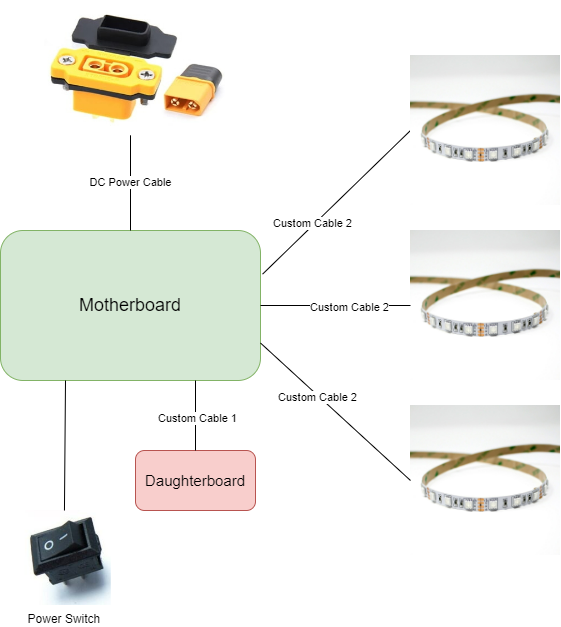 DC Power Cable
Custom Cable 2
Motherboard
Custom Cable 2
Custom Cable 2
Custom Cable 1
Daughterboard
Power Switch